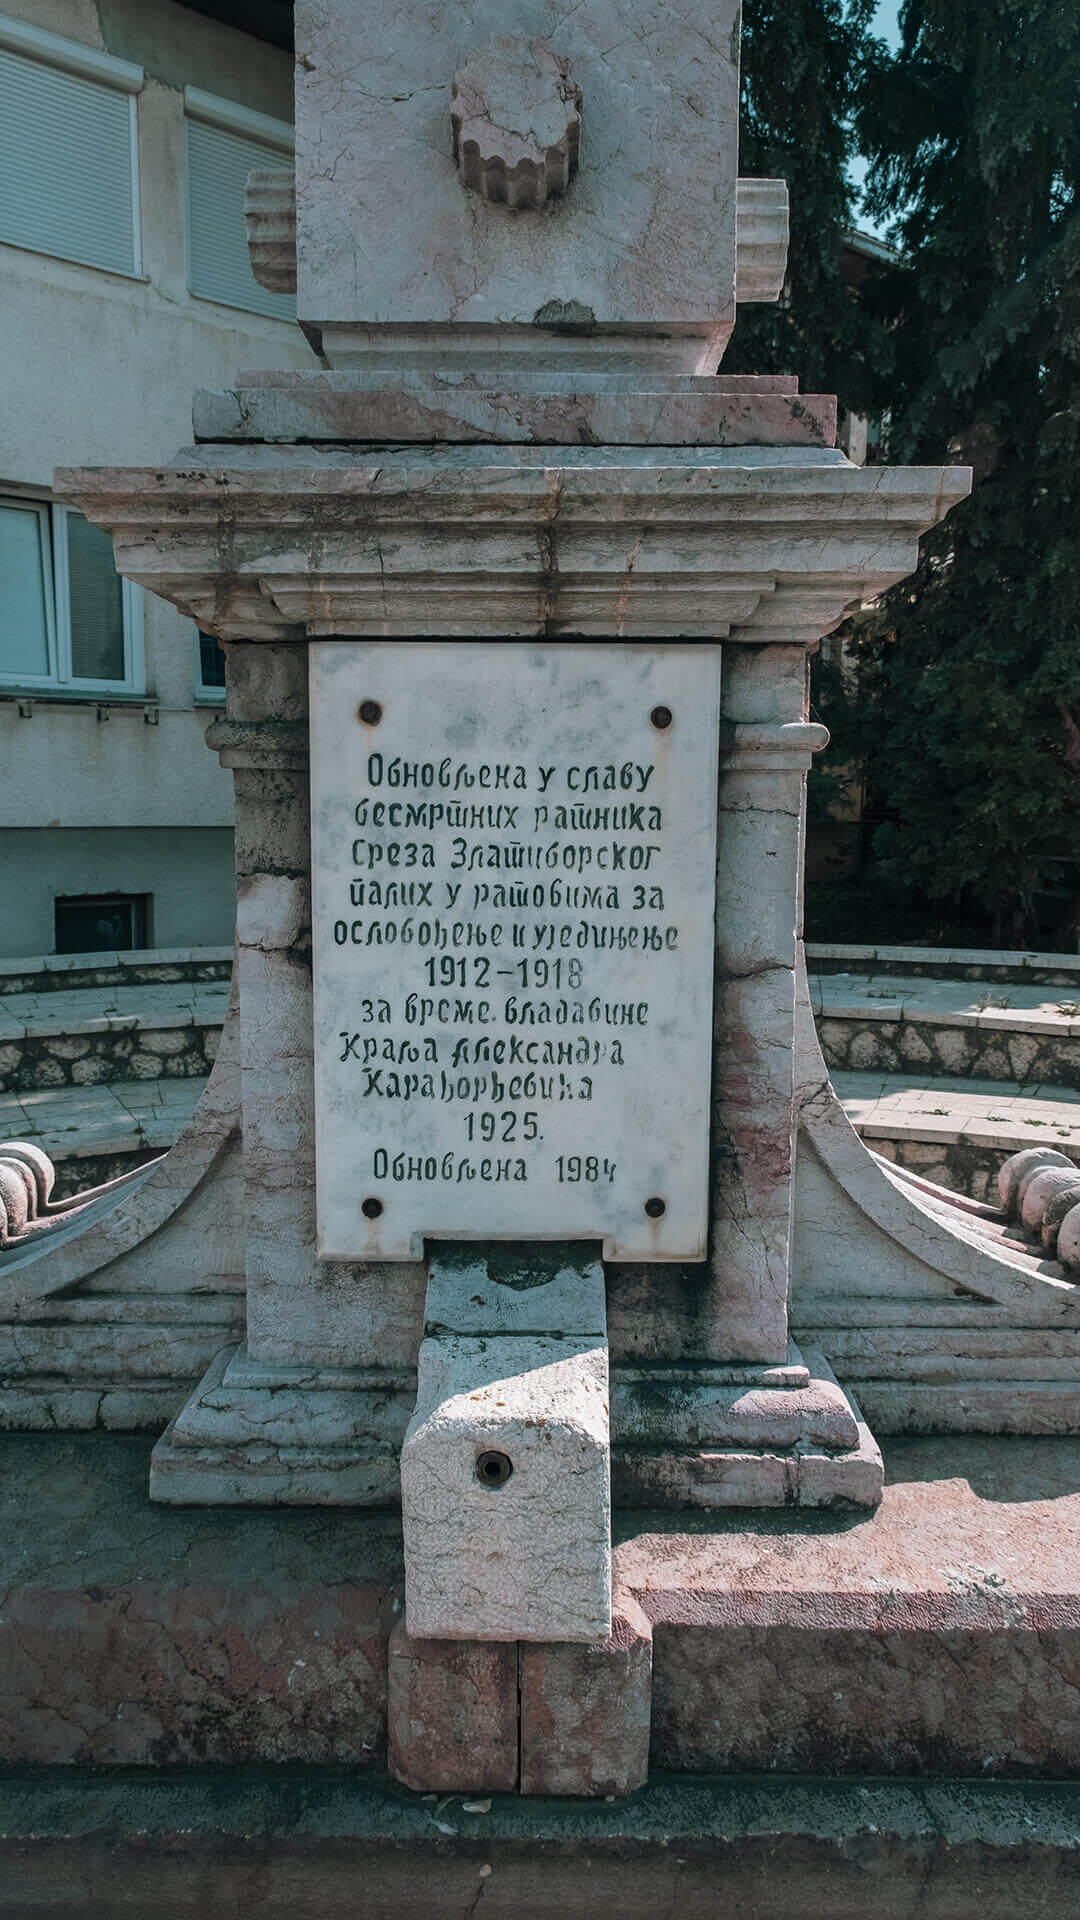 Обновљена у славу
бесмртних ратника
Среза Златиборског
палих у ратовима за
ослобођење и уједињење
1912-1918
за време владавине
Краља Александра
Карађорђевића
1925.
Обновљена 1984